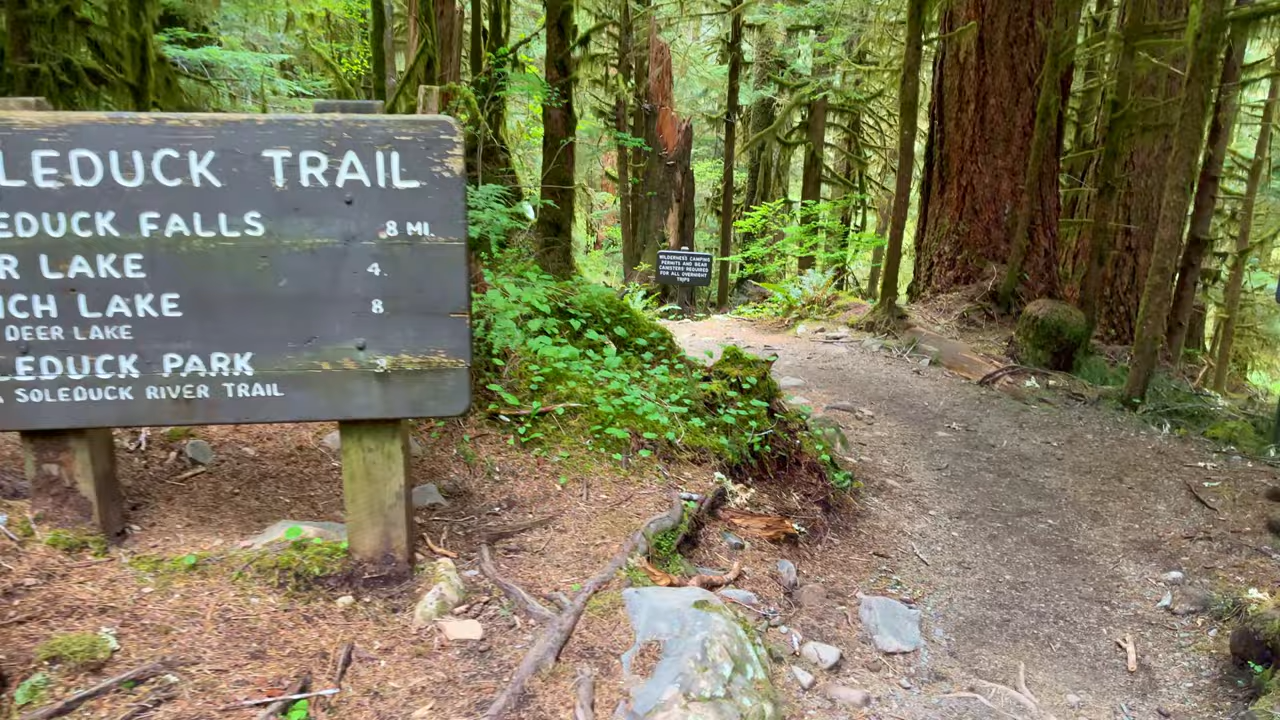 LEDUCK TRAIL
EDUCK FALLS .8 MI.
R LAKE 4.
NCH LAKE 8
DEER LAKE
LEDUCK PARK
SOLEDUCK RIVER TRAIL
WILDERNESS CAMPING
PERMITS AND BEAR
CANISTERS REQUIRED
FOR ALL OVERNIGHT
TRIPS